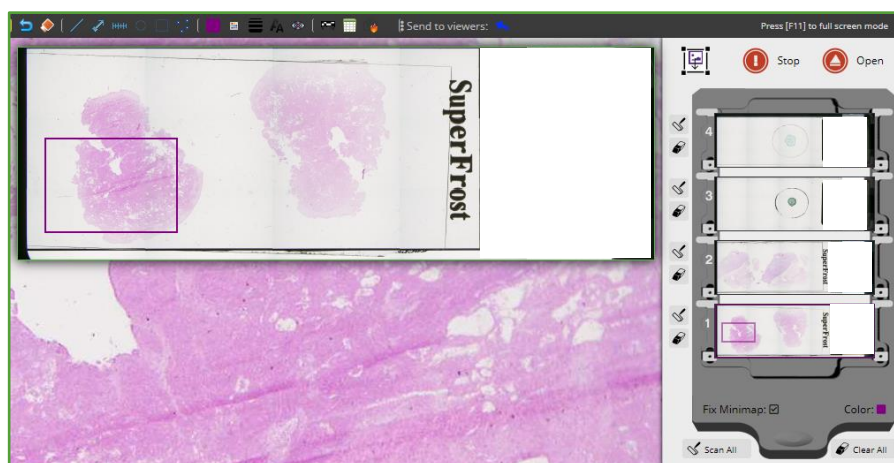 Send to viewers:
Press [F11] to full screen mode
Stop
Open
SuperFrost
4
3
2
SuperFrost
1
SuperFrost
Fix Minimap:
Color:
Scan All
Clear All